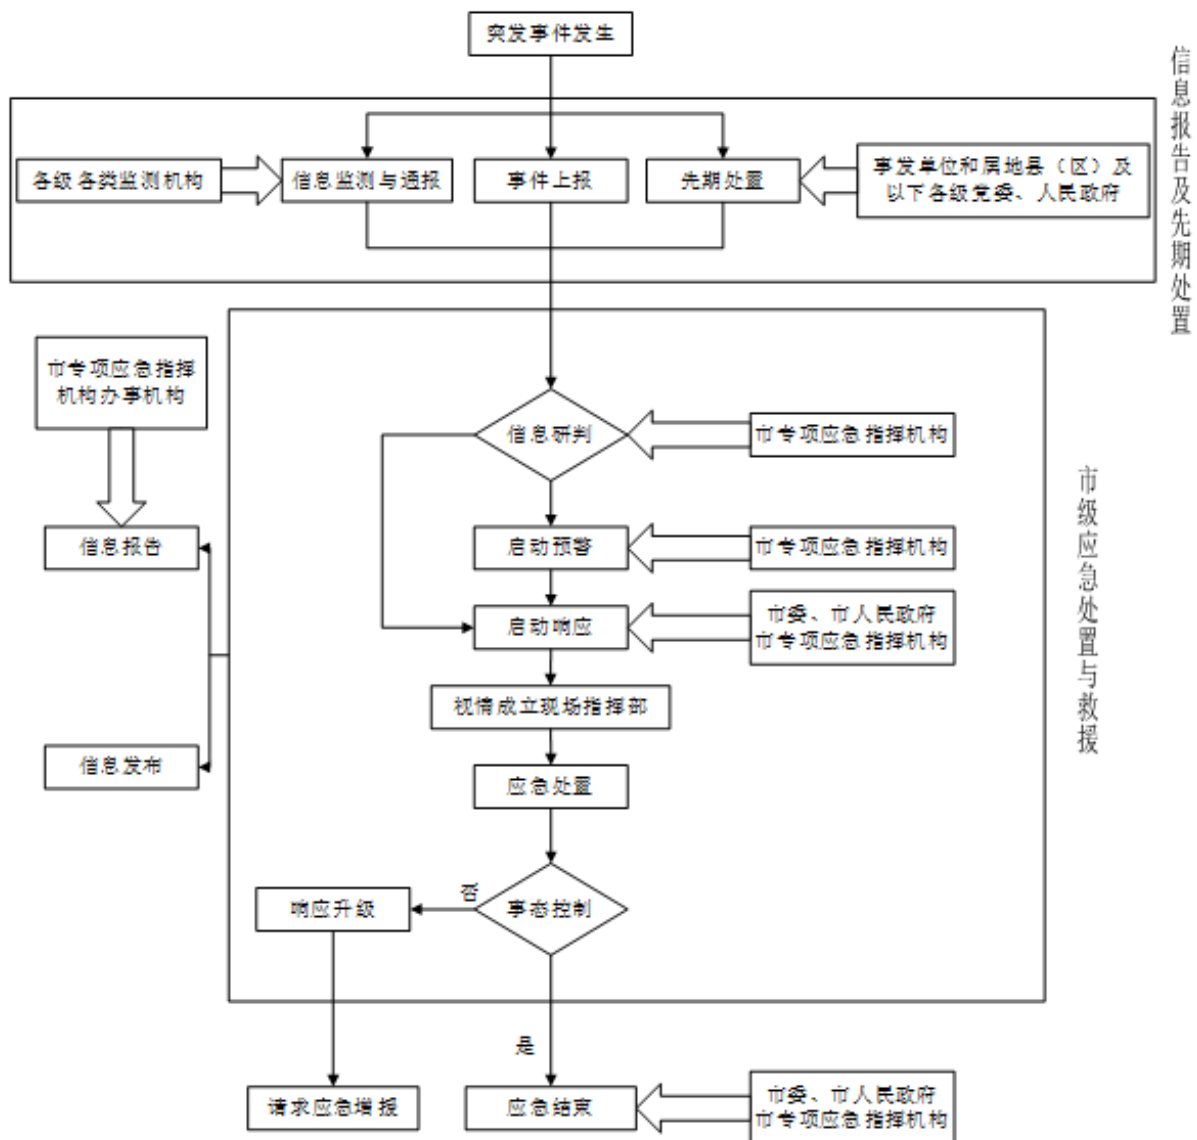 突发事件发生
信息报告及先期处置
各级各类监测机构
信息监测与通报
事件上报
先期处置
事发单位和属地县（区）及
以下各级党委、人民政府
市专项应急指挥
机构办事机构
信息研判
市专项应急指挥机构
市级应急处置与救援
信息报告
启动预警
市专项应急指挥机构
启动响应
市委、市人民政府
市专项应急指挥机构
视情成立现场指挥部
信息发布
应急处置
响应升级
否
事态控制
是
请求应急增援
应急结束
市委、市人民政府
市专项应急指挥机构